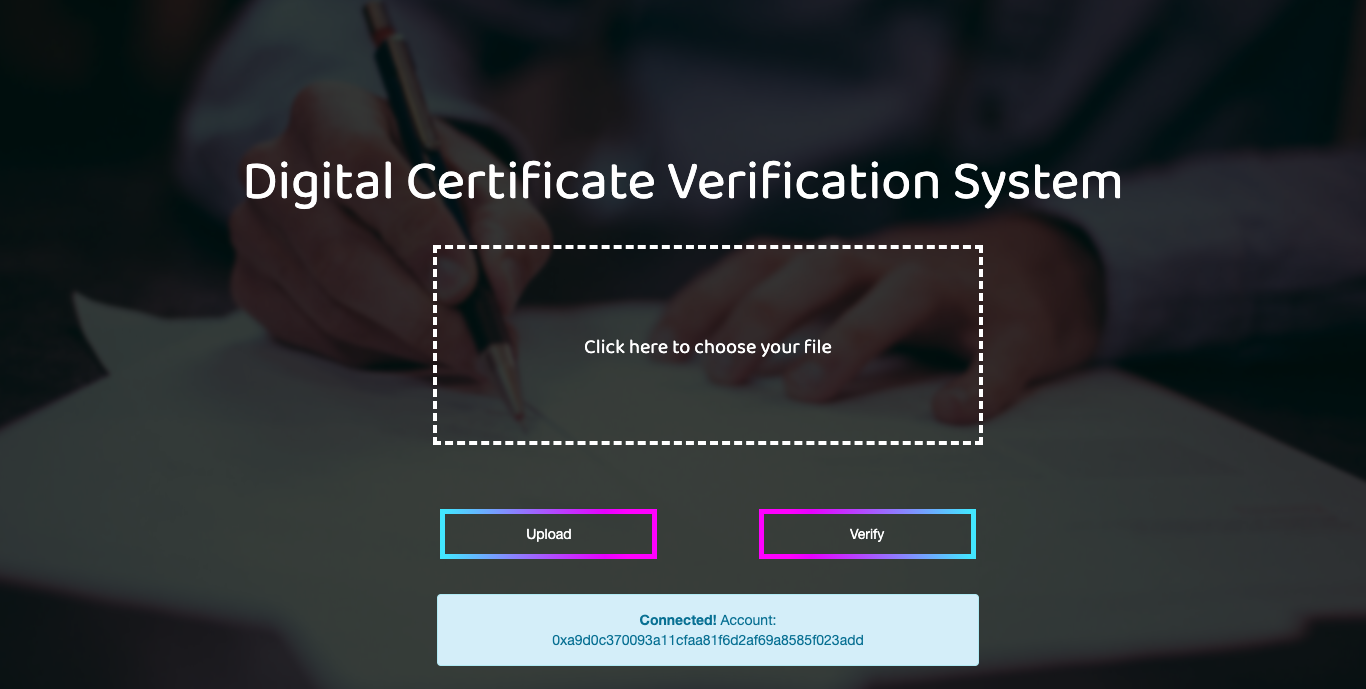 Digital Certificate Verification System
Click here to choose your file
Upload
Verify
Connected! Account:
0xa9d0c370093a11cfaa81f6d2af69a8585f023add